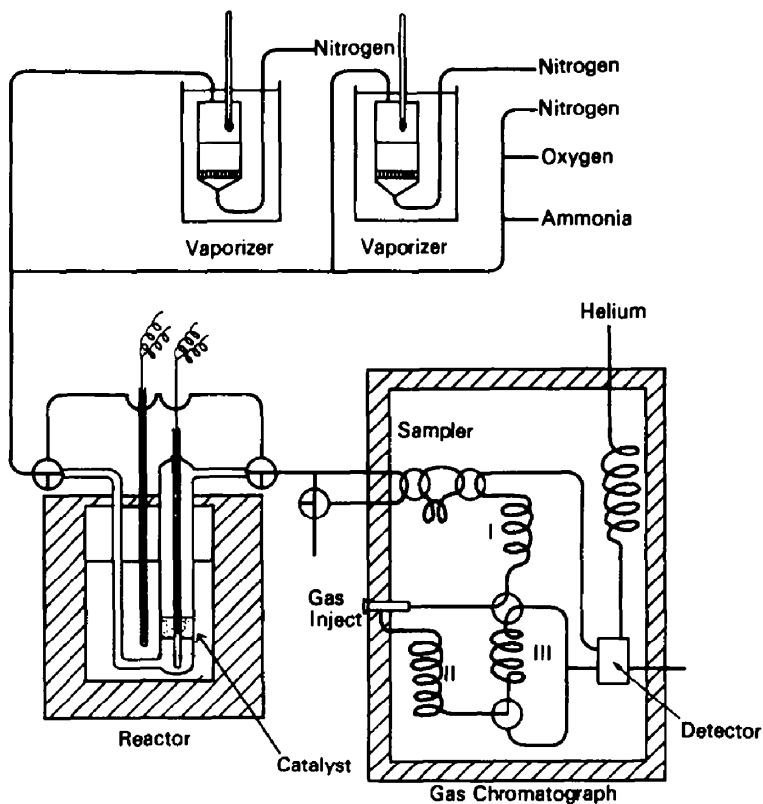 Nitrogen
Nitrogen
Nitrogen
Oxygen
Ammonia
Vaporizer
Vaporizer
Helium
Sampler
I
Gas
Inject
II
III
Reactor
Catalyst
Detector
Gas Chromatograph